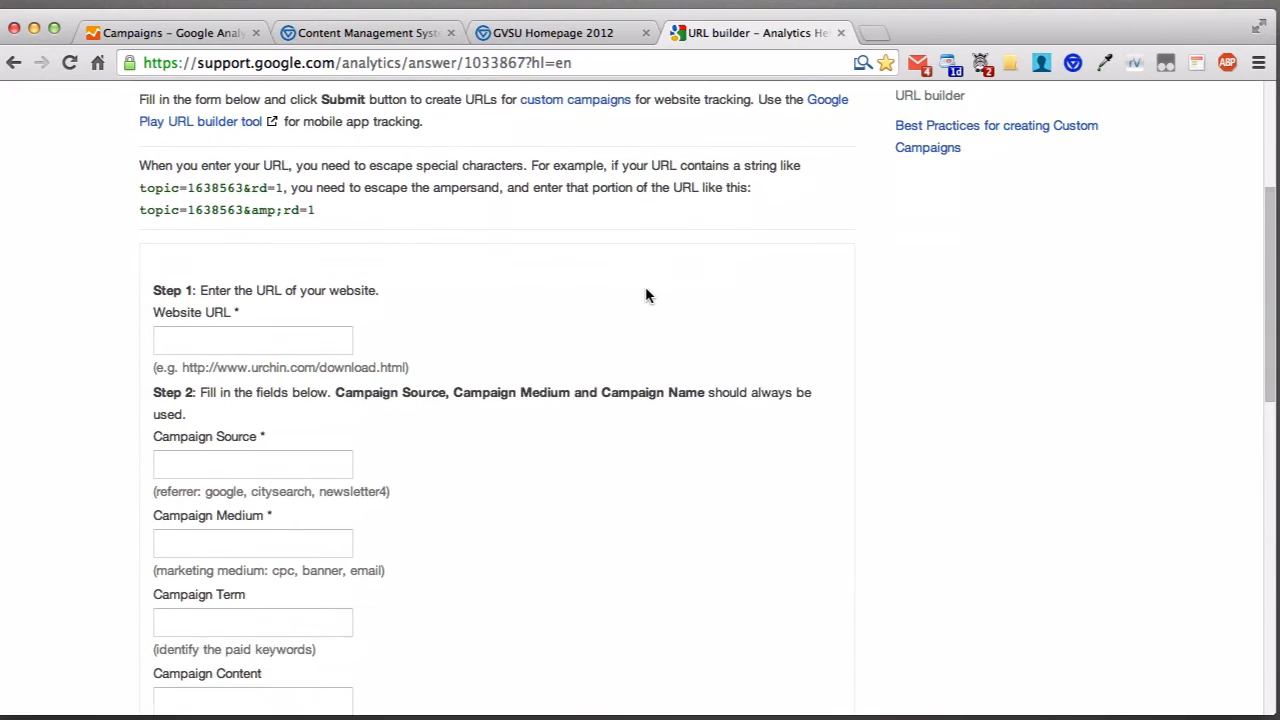 Campaigns – Google Analy
Content Management Syst
GVSU Homepage 2012
URL builder – Analytics He
https://support.google.com/analytics/answer/1033867?hl=en
4
1d
2
rv
ABP
Fill in the form below and click Submit button to create URLs for custom campaigns for website tracking. Use the Google
Play URL builder tool for mobile app tracking.
URL builder
Best Practices for creating Custom
Campaigns
When you enter your URL, you need to escape special characters. For example, if your URL contains a string like
topic=1638563&rd=1, you need to escape the ampersand, and enter that portion of the URL like this:
topic=1638563&amp;rd=1
Step 1: Enter the URL of your website.
Website URL *
(e.g. http://www.urchin.com/download.html)
Step 2: Fill in the fields below. Campaign Source, Campaign Medium and Campaign Name should always be
used.
Campaign Source *
(referrer: google, citysearch, newsletter4)
Campaign Medium *
(marketing medium: cpc, banner, email)
Campaign Term
(identify the paid keywords)
Campaign Content